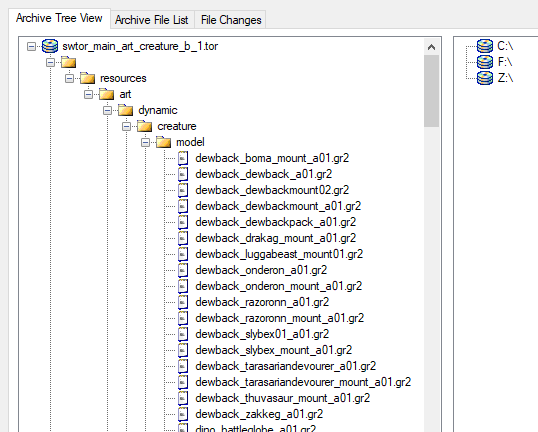 Archive Tree View Archive File List File Changes
swtor_main_art_creature_b_1.tor
resources
art
dynamic
creature
model
dewback_boma_mount_a01.gr2
dewback_dewback_a01.gr2
dewback_dewbackmount02.gr2
dewback_dewbackmount_a01.gr2
dewback_dewbackpack_a01.gr2
dewback_drakag_mount_a01.gr2
dewback_luggabeast_mount01.gr2
dewback_onderon_a01.gr2
dewback_onderon_mount_a01.gr2
dewback_razoronn_a01.gr2
dewback_razoronn_mount_a01.gr2
dewback_slybex01_a01.gr2
dewback_slybex_mount_a01.gr2
dewback_tarasariandevourer_a01.gr2
dewback_tarasariandevourer_mount_a01.gr2
dewback_thuvasaur_mount_a01.gr2
dewback_zakkeg_a01.gr2
dino_battleglobe_a01.gr2
C:\
F:\
Z:\